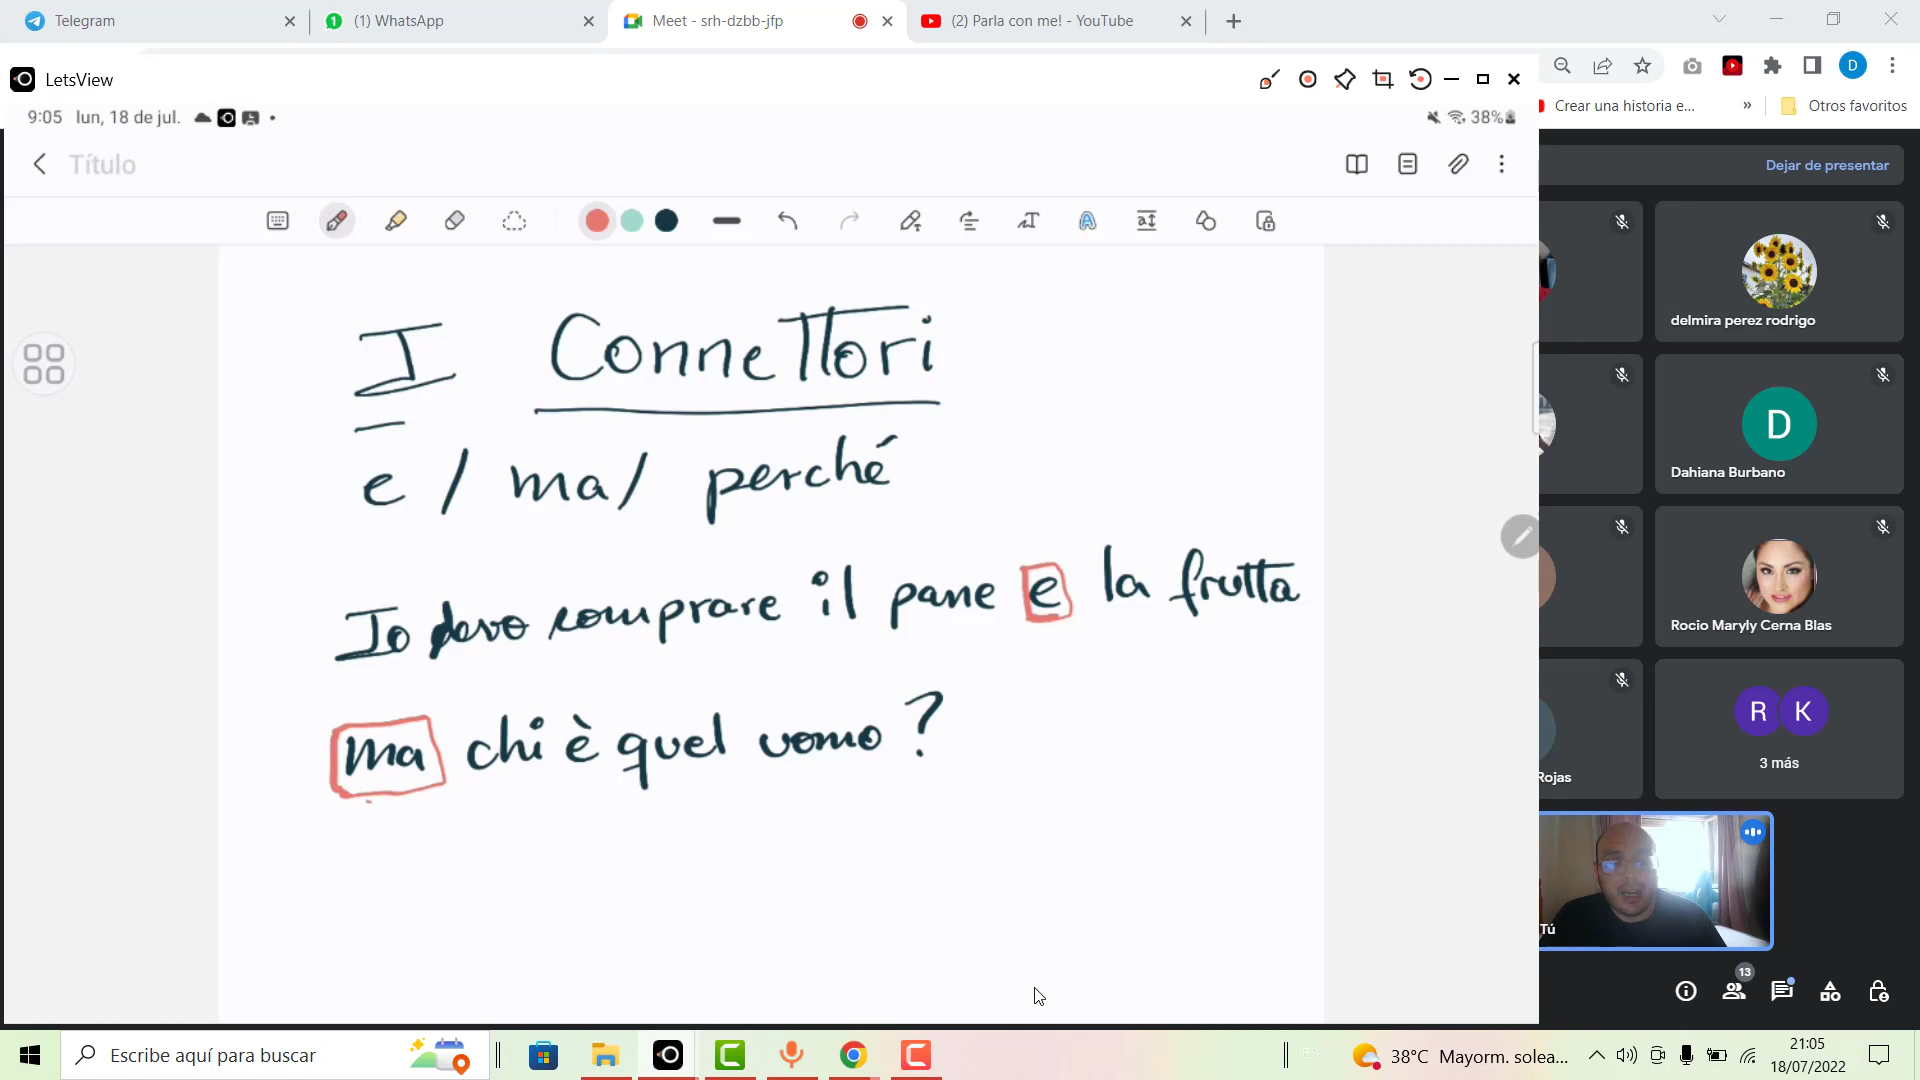 Telegram
(1) WhatsApp
Meet - srh-dzbb-jfp
(2) Parla con me! - YouTube
LetsView
D
Crear una historia e...
»
Otros favoritos
9:05 lun, 18 de jul.
38%
Título
Dejar de presentar
I Connettori
e / ma / perché
Io devo comprare il pane e la frutta
ma chi è quel uomo ?
delmira perez rodrigo
D
Dahiana Burbano
Rocio Maryly Cerna Blas
Rojas
R K
3 más
Tú
13
Escribe aquí para buscar
38°C Mayorm. solea...
21:05
18/07/2022